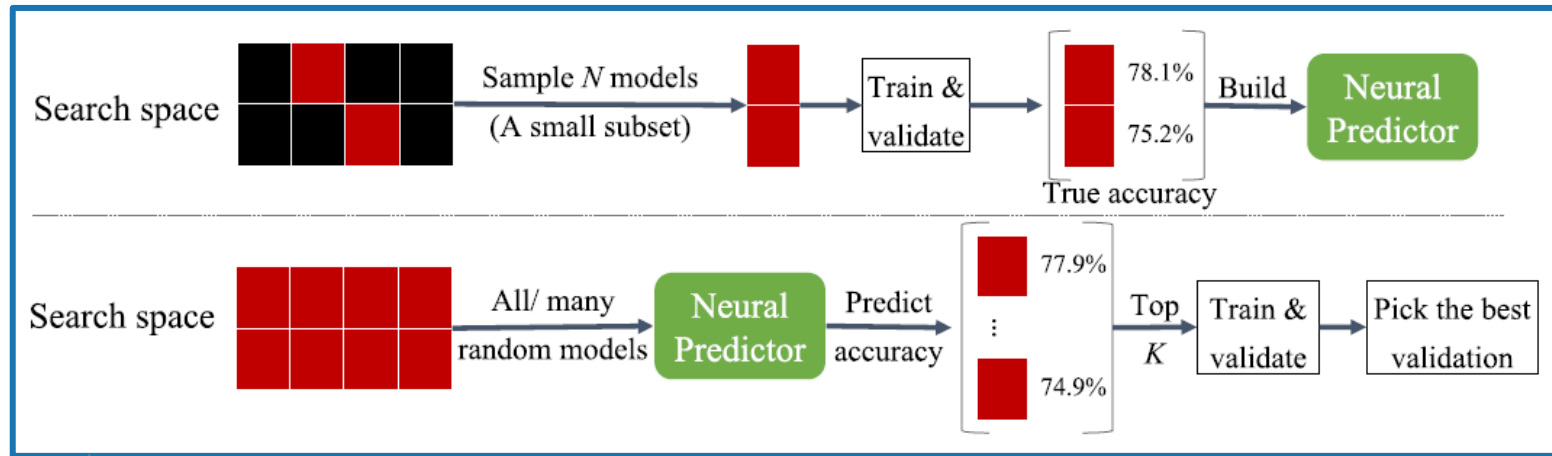 Search space
Sample N models
(A small subset)
Train &
validate
78.1%
75.2%
True accuracy
Build
Neural
Predictor
Search space
All/ many
random models
Neural
Predictor
Predict
accuracy
77.9%
...
74.9%
Top
K
Train &
validate
Pick the best
validation